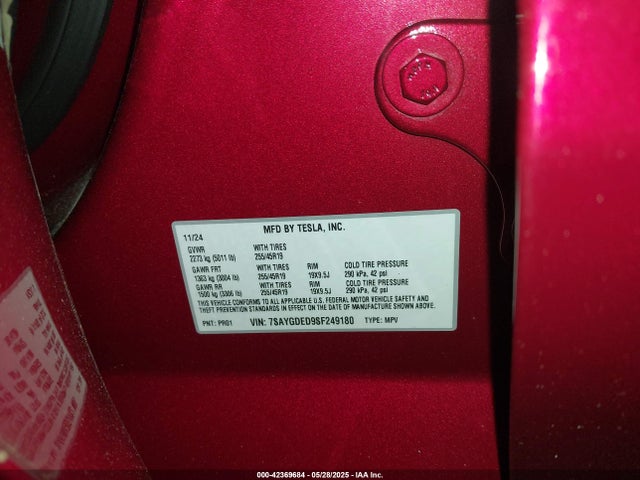 MFD BY TESLA, INC.
11/24
GVWR WITH TIRES
2273 kg (5011 lb) 255/45R19
GAWR FRT WITH TIRES RIM COLD TIRE PRESSURE
1363 kg (3004 lb) 255/45R19 19X9.5J 290 kPa, 42 psi
GAWR RR WITH TIRES RIM COLD TIRE PRESSURE
1500 kg (3306 lb) 255/45R19 19X9.5J 290 kPa, 42 psi
THIS VEHICLE CONFORMS TO ALL APPLICABLE U.S. FEDERAL MOTOR VEHICLE SAFETY AND
THEFT PREVENTION STANDARDS IN EFFECT ON THE DATE OF MANUFACTURE SHOWN ABOVE.
PNT: PR01 VIN: 7SAYGDED9SF249180 TYPE: MPV
000-42369684 | 05/28/2025 - IAA Inc.